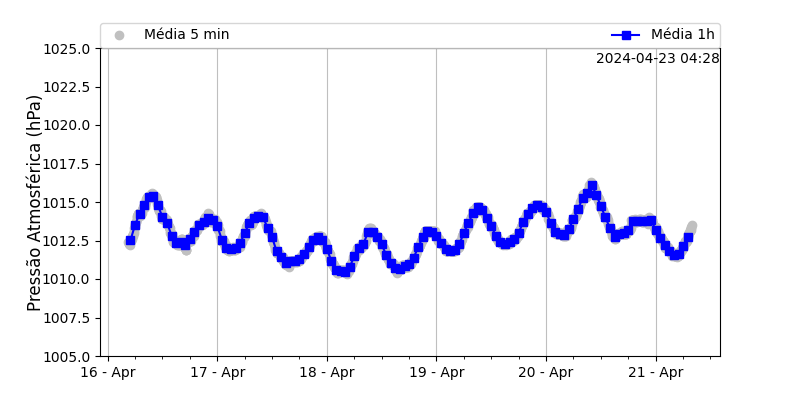 Média 5 min
Média 1h
2024-04-23 04:28
Pressão Atmosférica (hPa)
1025.0
1022.5
1020.0
1017.5
1015.0
1012.5
1010.0
1007.5
1005.0
16 - Apr
17 - Apr
18 - Apr
19 - Apr
20 - Apr
21 - Apr